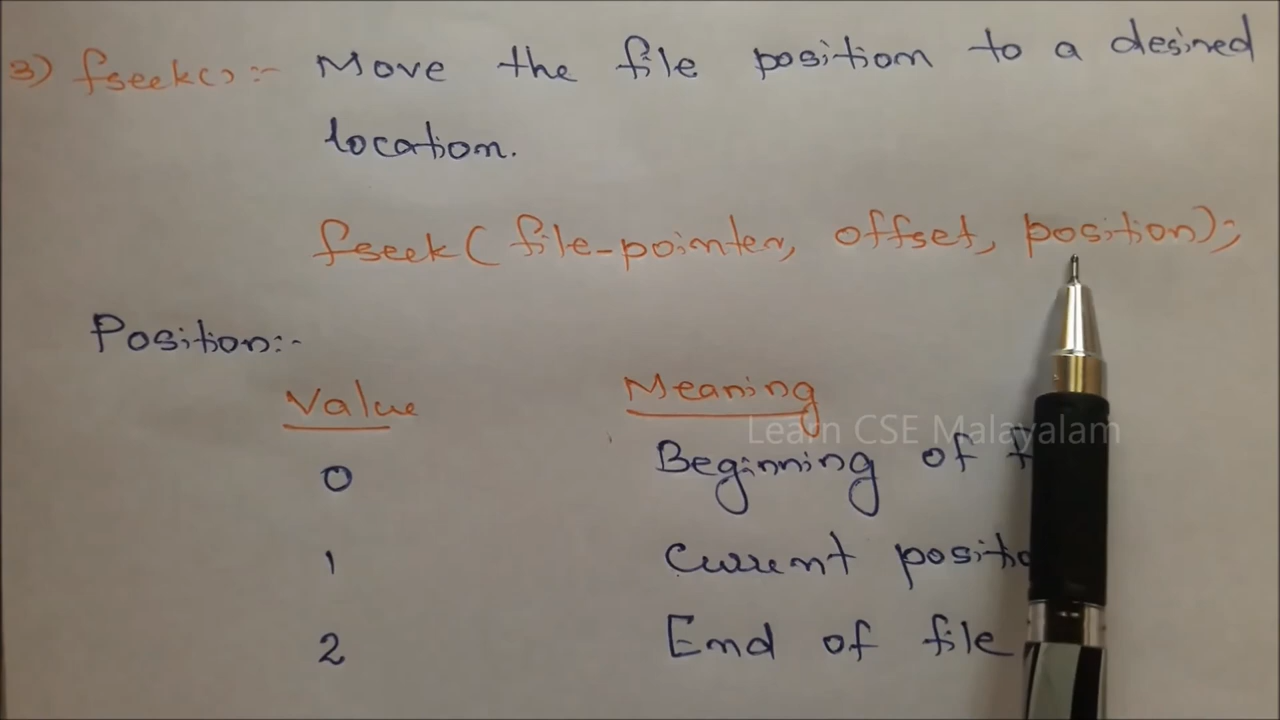 3) fseek():- Move the file position to a desired
location.
fseek(file-pointer, offset, position);
Position:-
Value Meaning
Learn CSE Malayalam
0 Beginning of
1 Current
2 End of file